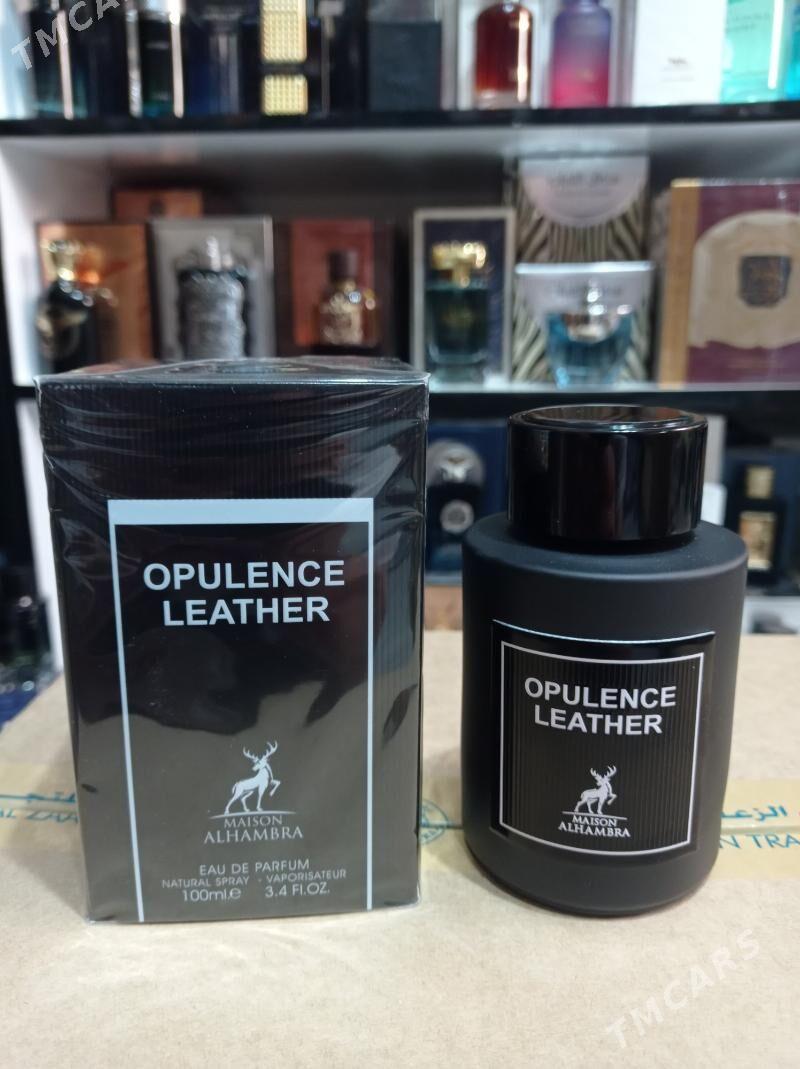 TMCARS
OPULENCE
LEATHER
MAISON
ALHAMBRA
EAU DE PARFUM
NATURAL SPRAY - VAPORISATEUR
100ml.e 3.4 Fl.OZ.
OPULENCE
LEATHER
MAISON
ALHAMBRA
TMCARS